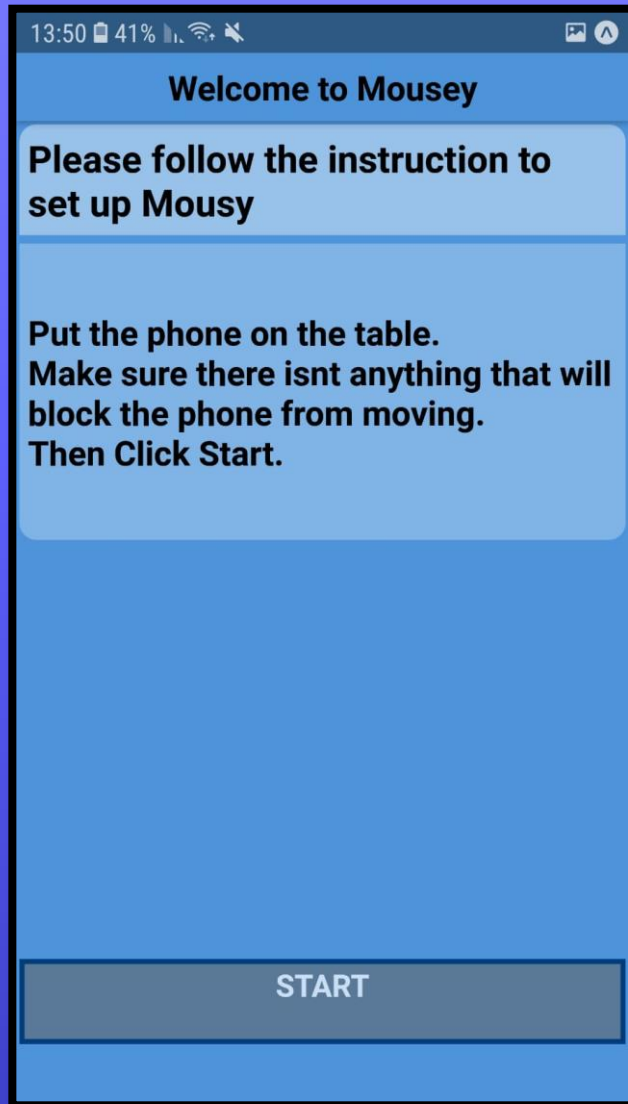 13:50 41%
Welcome to Mousey
Please follow the instruction to
set up Mousy
Put the phone on the table.
Make sure there isnt anything that will
block the phone from moving.
Then Click Start.
START